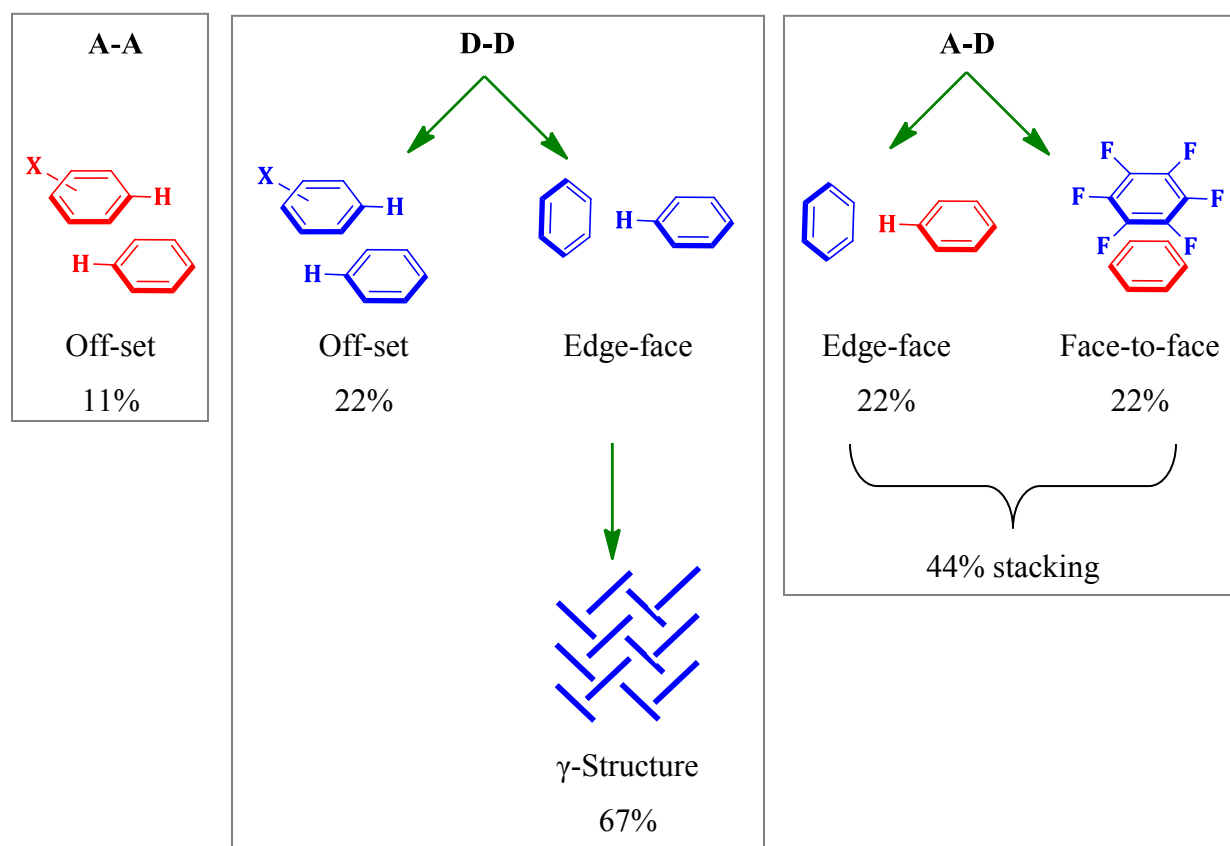 A-A
X
H
H
Off-set
11%
D-D
X
H
H
Off-set
22%
H
Edge-face
γ-Structure
67%
A-D
H
Edge-face
22%
F F
F F
F F
Face-to-face
22%
44% stacking